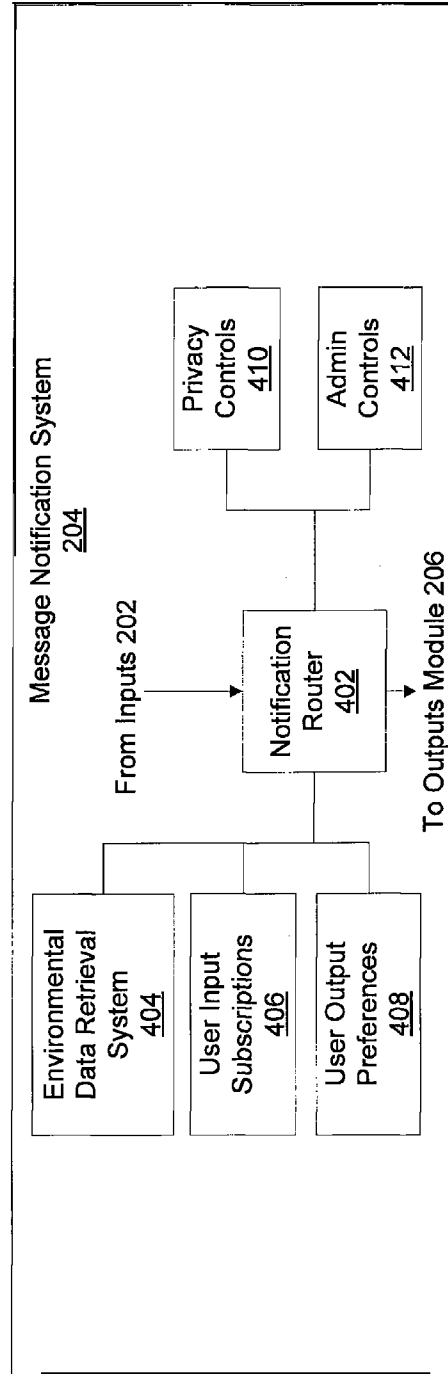 Message Notification System
204
From Inputs 202
Environmental
Data Retrieval
System
404
User Input
Subscriptions
406
User Output
Preferences
408
Notification
Router
402
Privacy
Controls
410
Admin
Controls
412
To Outputs Module 206